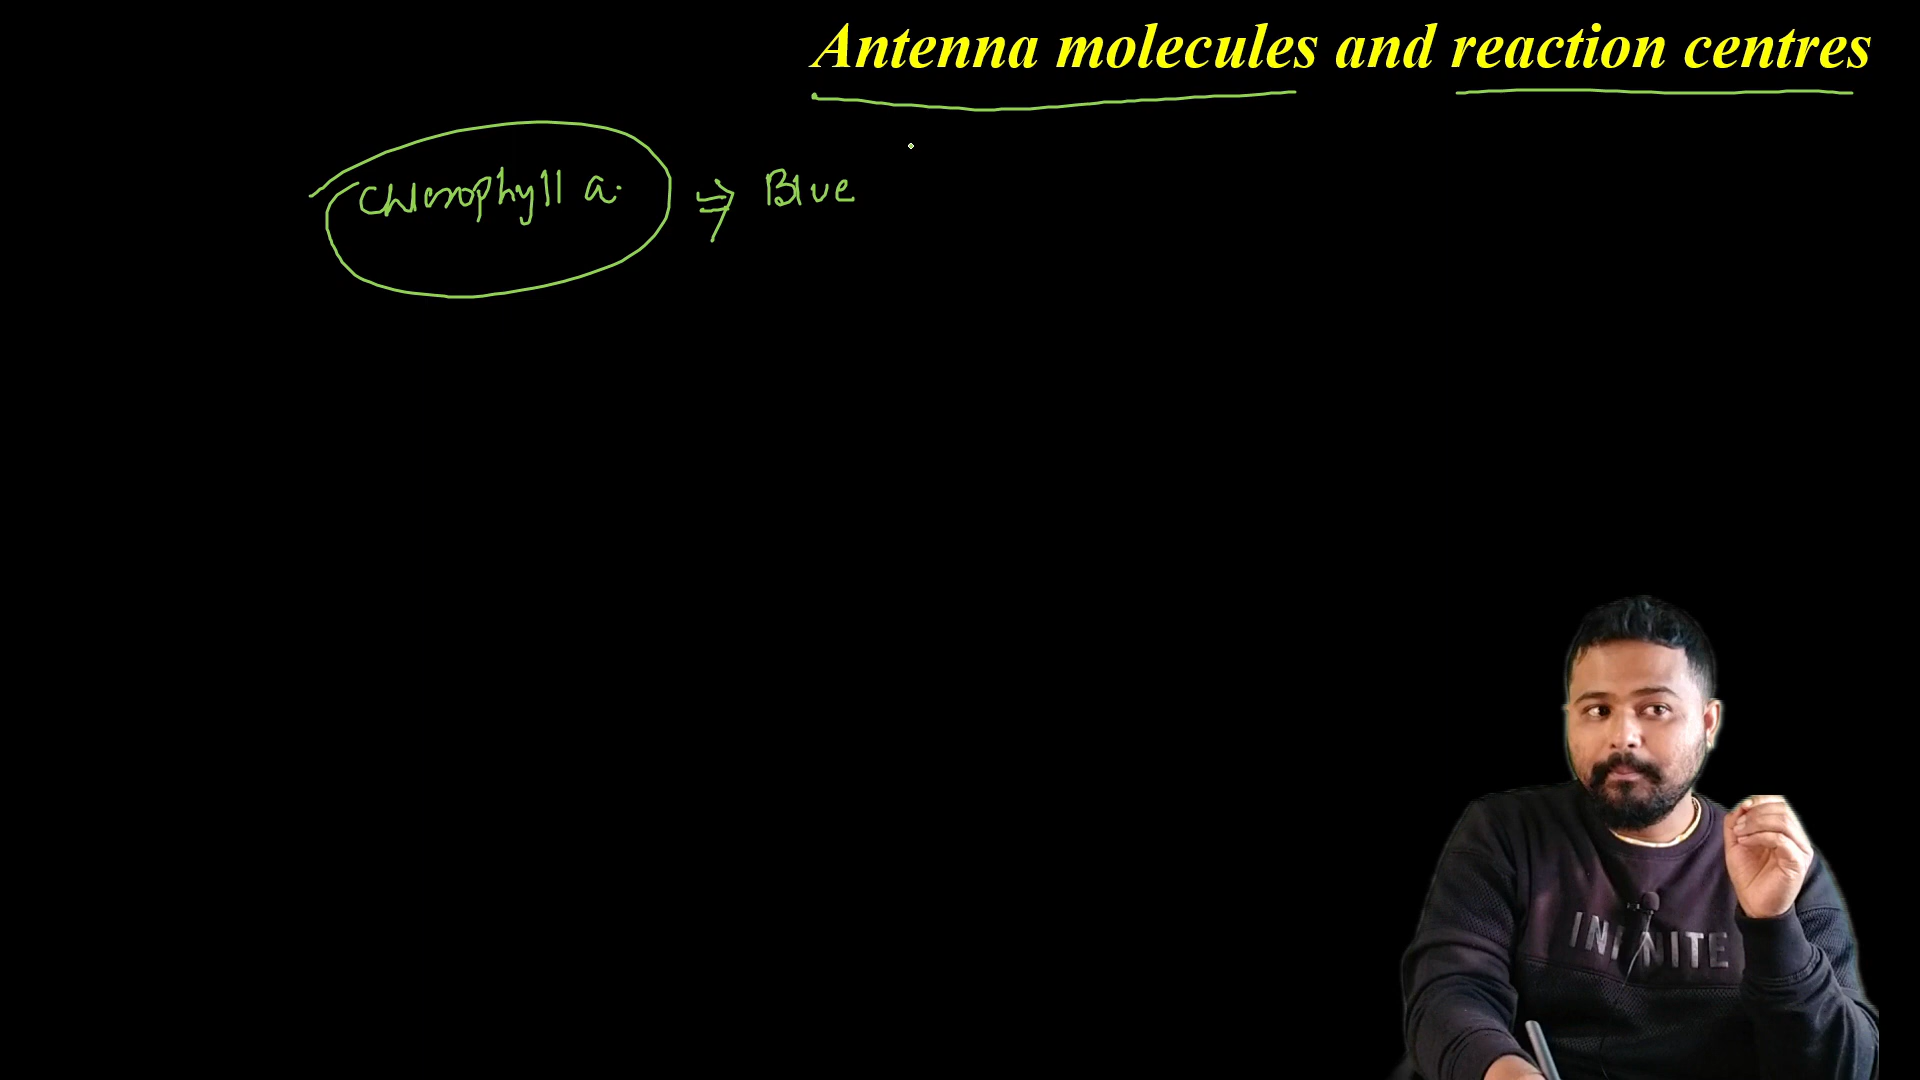 Antenna molecules and reaction centres
Chlorophyll a. ⇒ Blue
INFINITE